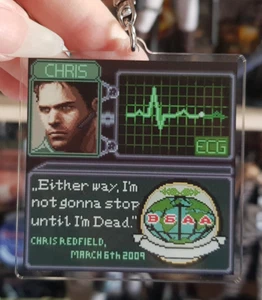 CHRIS
ECG
„Either way, I'm
not gonna stop
until I'm Dead."
BSAA
CHRIS REDFIELD,
MARCH 6th 2009